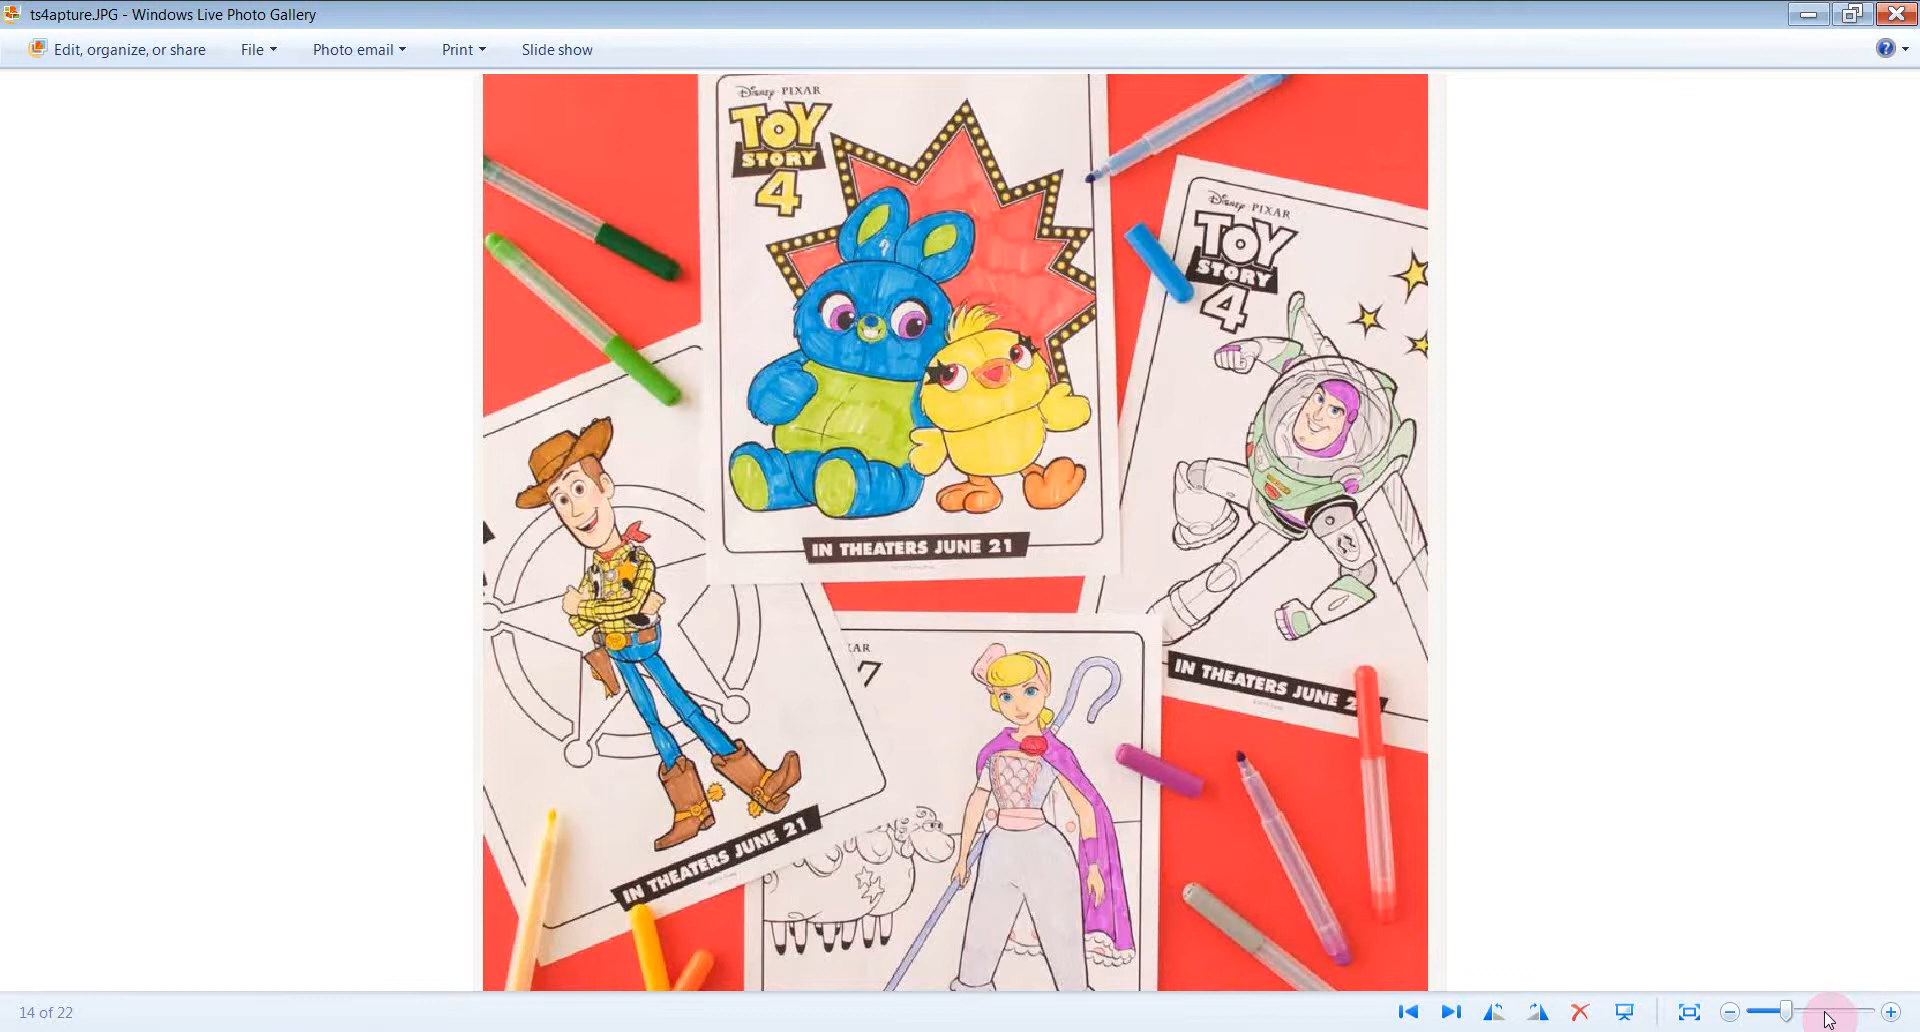 ts4apture.JPG - Windows Live Photo Gallery
Edit, organize, or share
File
Photo email
Print
Slide show
Disney·PIXAR
TOY
STORY
4
IN THEATERS JUNE 21
Disney·PIXAR
TOY
STORY
4
IN THEATERS JUNE 2
IN THEATERS JUNE 21
14 of 22